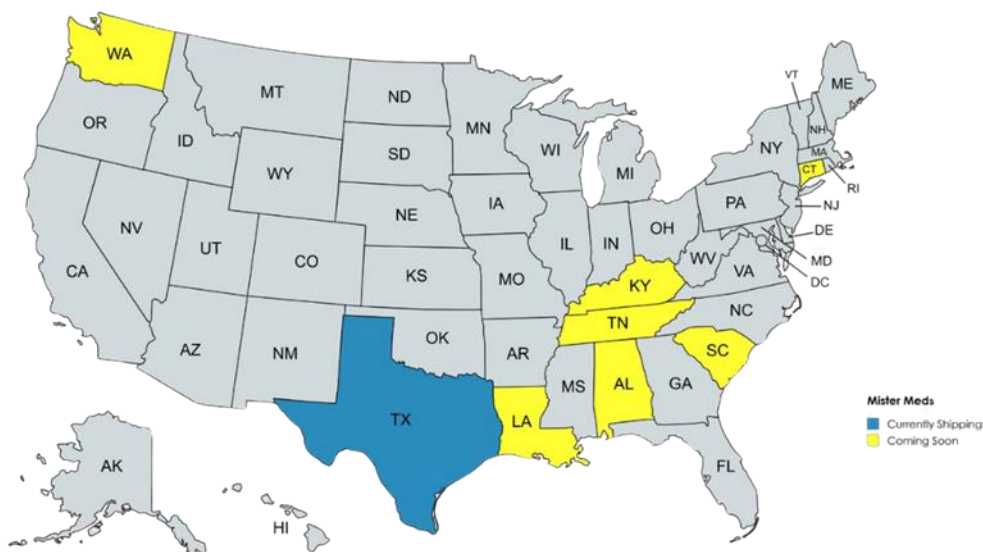 WA
MT
ND
MN
OR
ID
WY
SD
WI
MI
NY
VT
NH
ME
MA
CT
RI
NV
UT
CO
NE
IA
IL
IN
OH
PA
NJ
DE
MD
DC
CA
KS
MO
KY
WV
VA
AZ
NM
OK
AR
TN
NC
SC
TX
LA
MS
AL
GA
FL
AK
HI
Mister Meds
Currently Shipping
Coming Soon